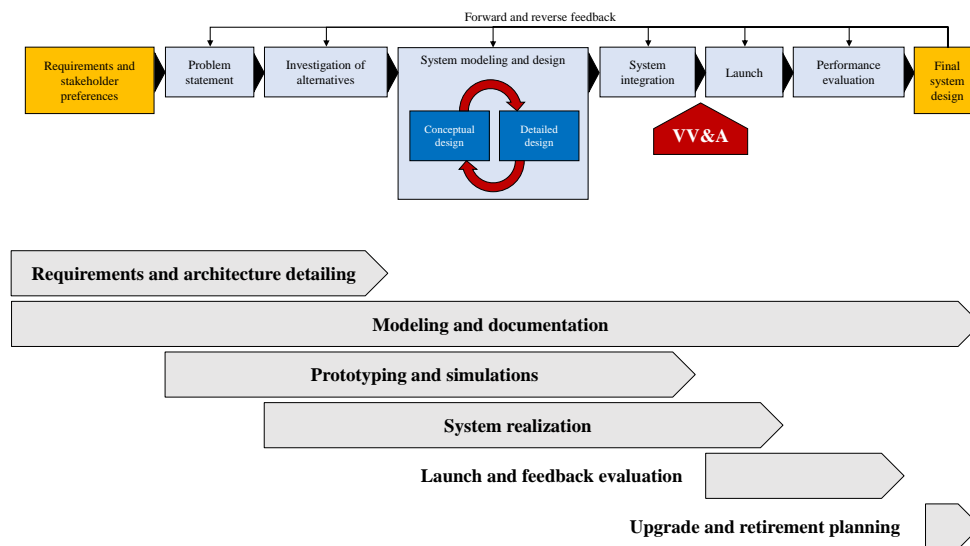 Forward and reverse feedback
Requirements and
stakeholder
preferences
Problem
statement
Investigation of
alternatives
System modeling and design
Conceptual
design
Detailed
design
System
integration
Launch
Performance
evaluation
Final
system
design
VV&A
Requirements and architecture detailing
Modeling and documentation
Prototyping and simulations
System realization
Launch and feedback evaluation
Upgrade and retirement planning